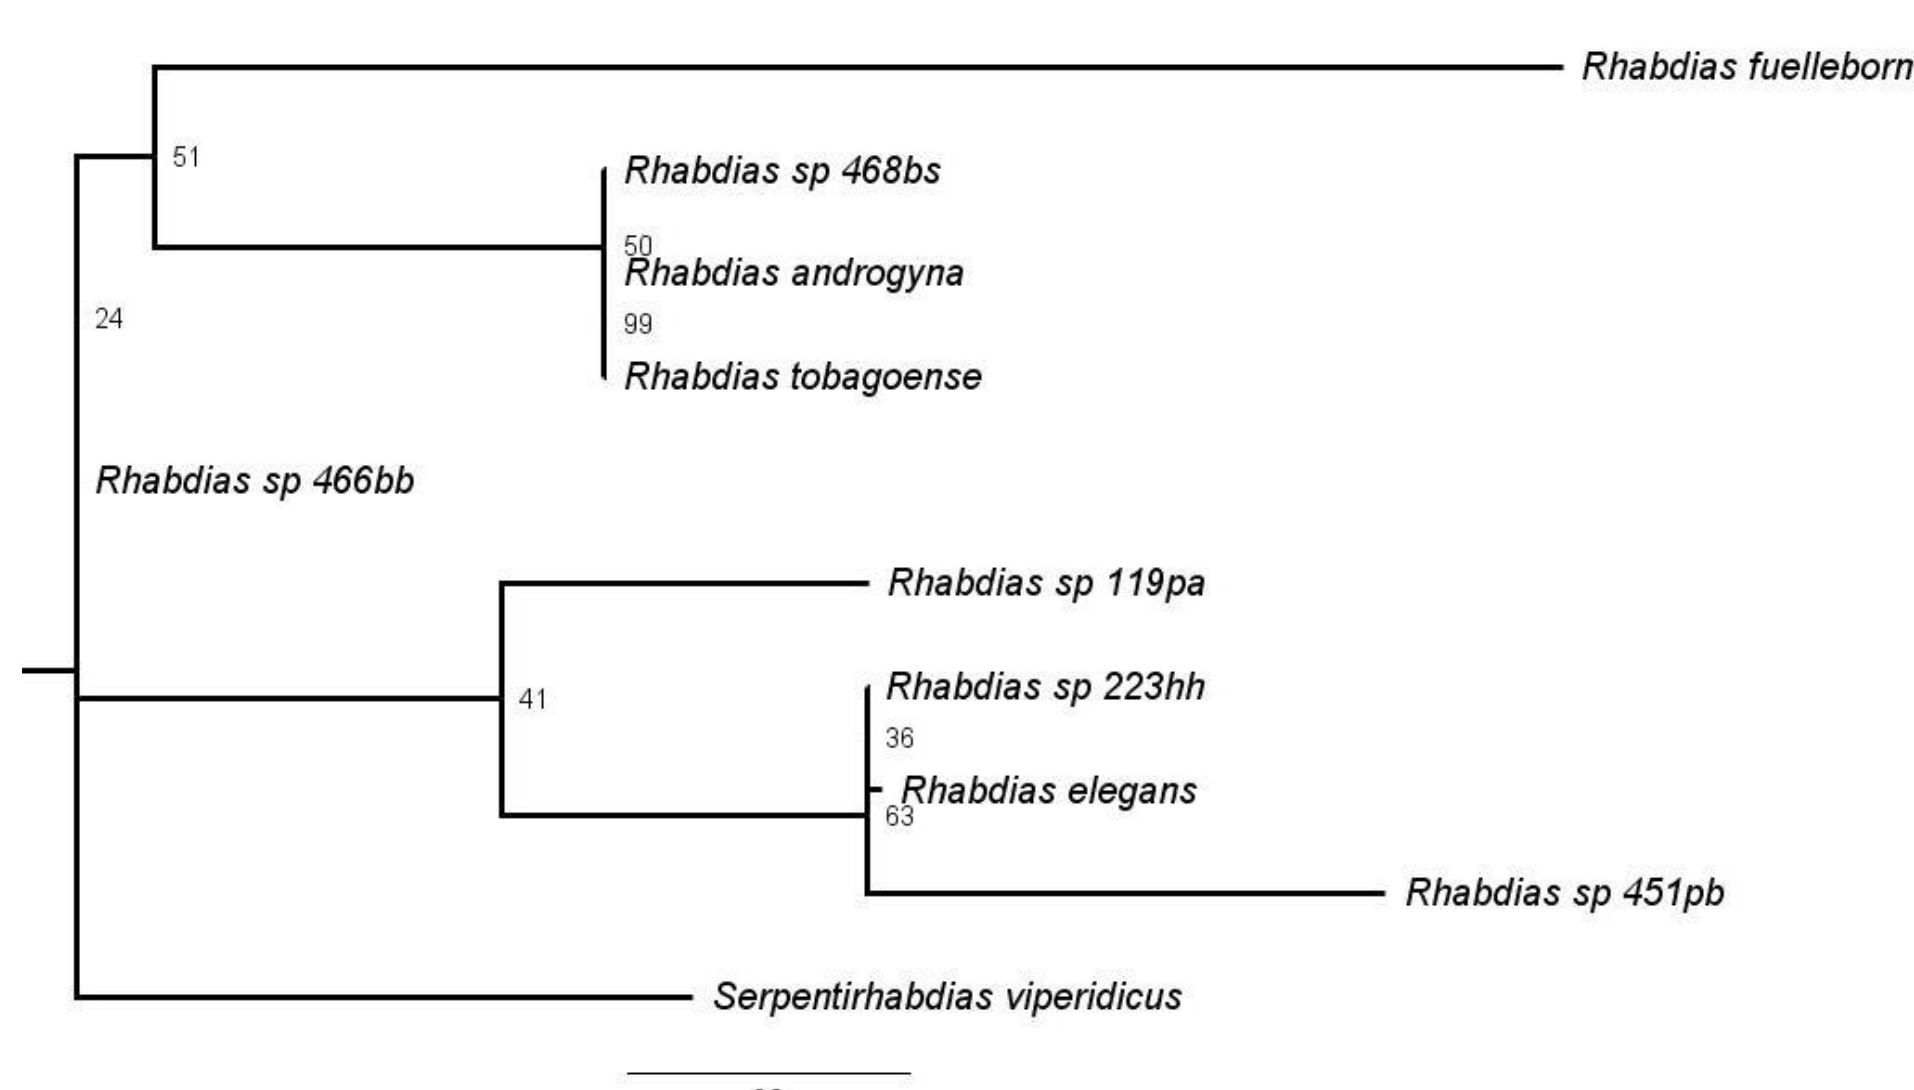 Rhabdias fuelleborn
51
Rhabdias sp 468bs
50
Rhabdias androgyna
24
99
Rhabdias tobagoense
Rhabdias sp 466bb
Rhabdias sp 119pa
Rhabdias sp 223hh
41
36
Rhabdias elegans
63
Rhabdias sp 451pb
Serpentirhabdias viperidicus